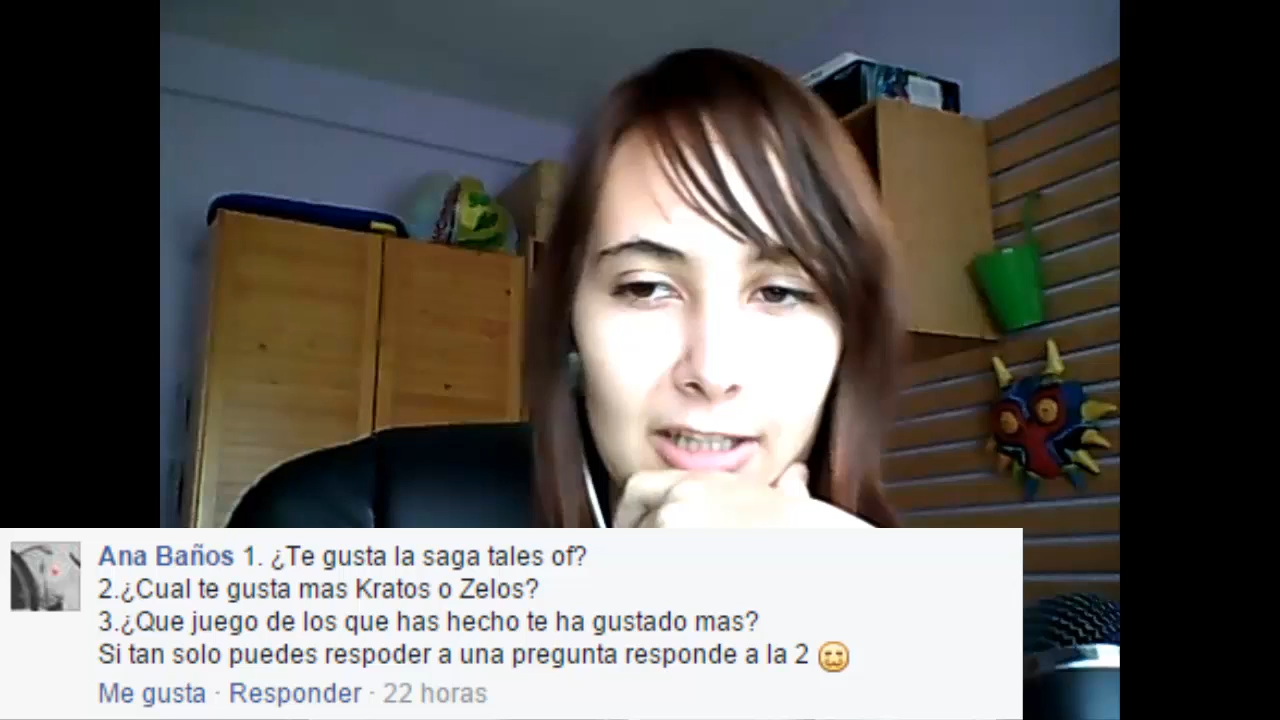 Ana Baños 1. ¿Te gusta la saga tales of?
2.¿Cual te gusta mas Kratos o Zelos?
3.¿Que juego de los que has hecho te ha gustado mas?
Si tan solo puedes respoder a una pregunta responde a la 2
Me gusta · Responder · 22 horas